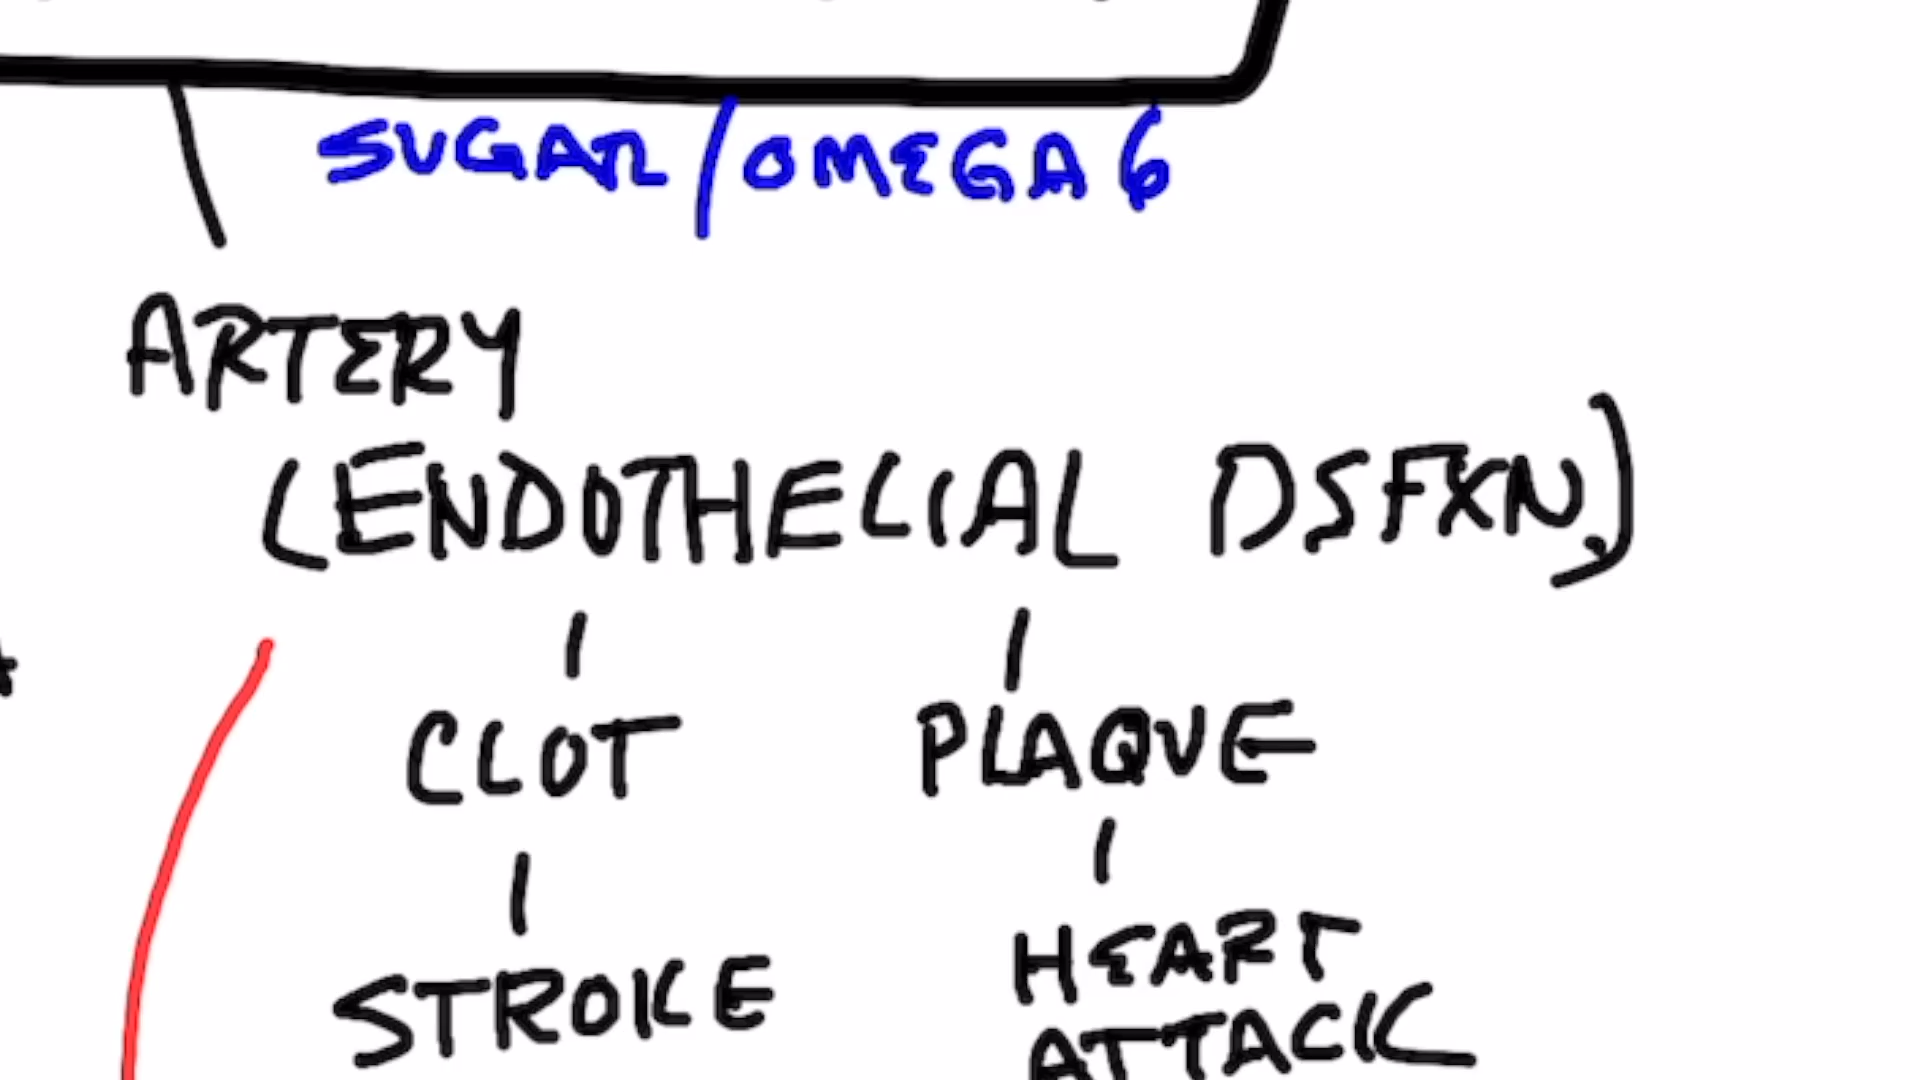 SUGAR/OMEGA 6
ARTERY
(ENDOTHELIAL DSFXN.)
CLOT PLAQUE
STROKE HEART
ATTACK